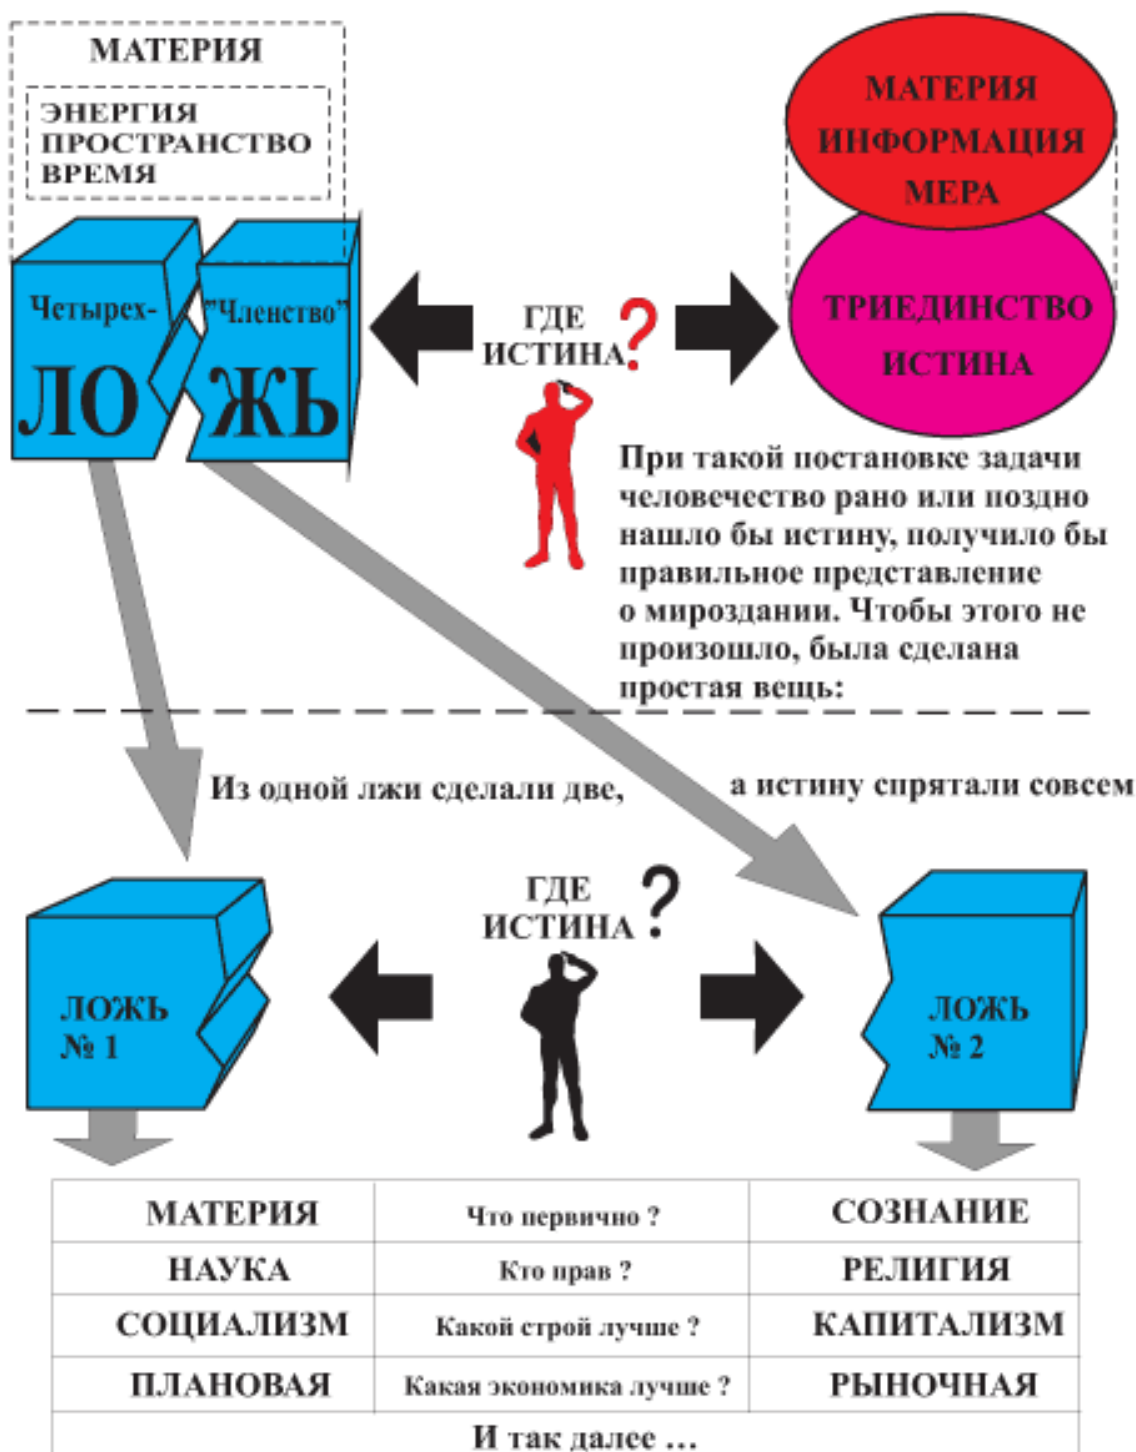 МАТЕРИЯ
ЭНЕРГИЯ
ПРОСТРАНСТВО
ВРЕМЯ
Четырех-
"Членство"
ЛО
ЖЬ
ГДЕ
ИСТИНА?
МАТЕРИЯ
ИНФОРМАЦИЯ
МЕРА
ТРИЕДИНСТВО
ИСТИНА
При такой постановке задачи
человечество рано или поздно
нашло бы истину, получило бы
правильное представление
о мироздании. Чтобы этого не
произошло, была сделана
простая вещь:
Из одной лжи сделали две,
а истину спрятали совсем
ГДЕ
ИСТИНА?
ЛОЖЬ
№ 1
ЛОЖЬ
№ 2
МАТЕРИЯ Что первично ? СОЗНАНИЕ
НАУКА Кто прав ? РЕЛИГИЯ
СОЦИАЛИЗМ Какой строй лучше ? КАПИТАЛИЗМ
ПЛАНОВАЯ Какая экономика лучше ? РЫНОЧНАЯ
И так далее ...